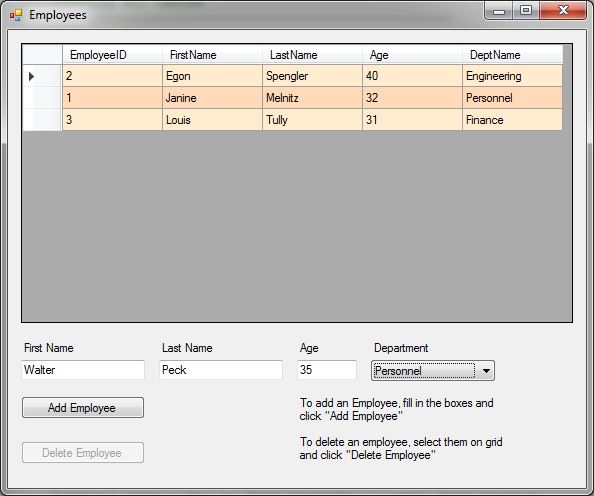 Employees
EmployeeID FirstName LastName Age DeptName
2 Egon Spengler 40 Engineering
1 Janine Melnitz 32 Personnel
3 Louis Tully 31 Finance
First Name Last Name Age Department
Walter Peck 35 Personnel
Add Employee
To add an Employee, fill in the boxes and
click "Add Employee"
To delete an employee, select them on grid
and click "Delete Employee"
Delete Employee